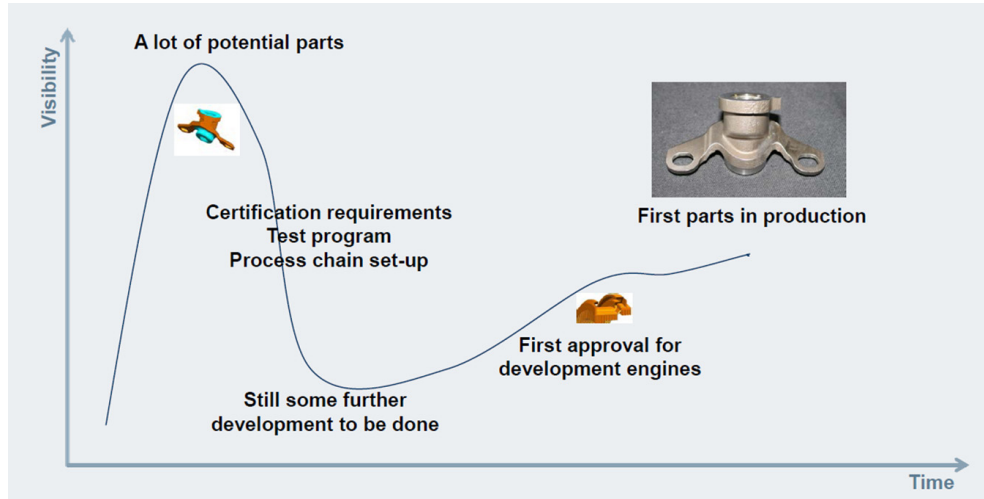 A lot of potential parts
Visibility
Certification requirements
Test program
Process chain set-up
First parts in production
First approval for
development engines
Still some further
development to be done
Time